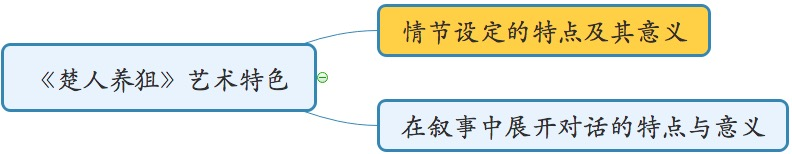 情节设定的特点及其意义
《楚人养狙》艺术特色
在叙事中展开对话的特点与意义